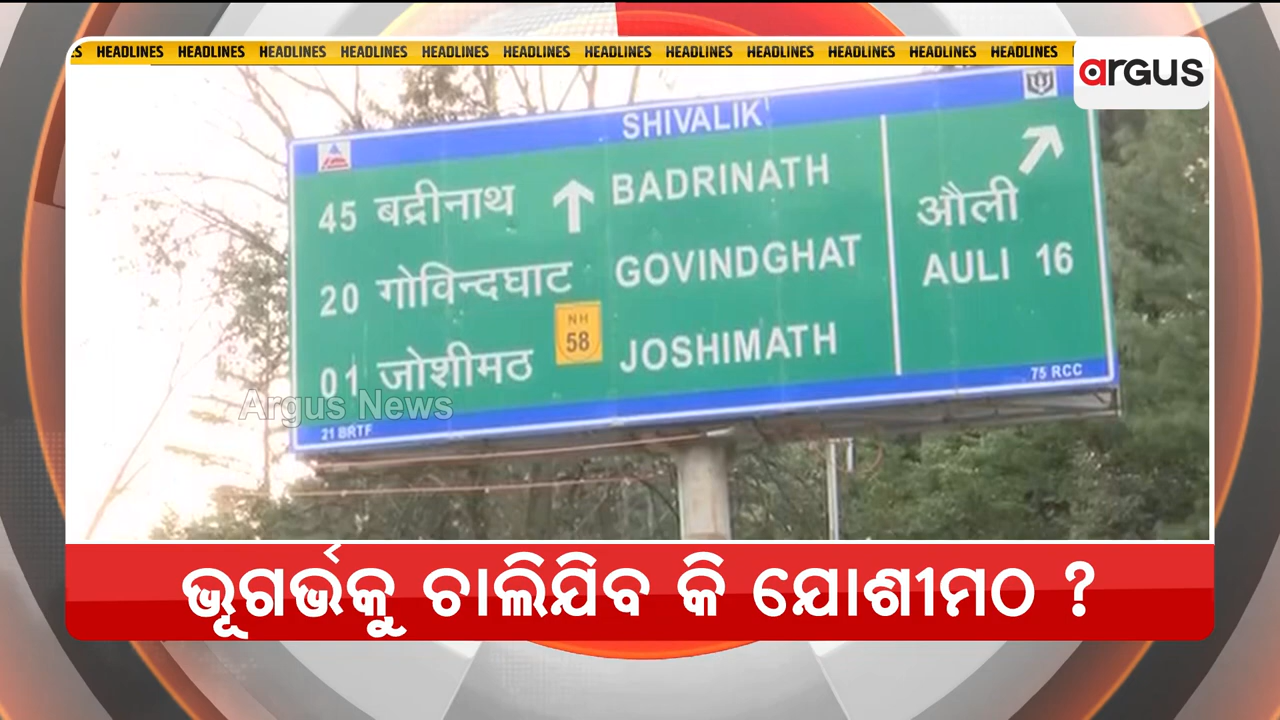 HEADLINES HEADLINES HEADLINES HEADLINES HEADLINES HEADLINES HEADLINES HEADLINES HEADLINES HEADLINES HEADLINES HEADLINES
argus
SHIVALIK
45 बद्रीनाथ BADRINATH
20 गोविन्दघाट GOVINDGHAT
NH
58
01 जोशीमठ JOSHIMATH
औली
AULI 16
21 BRTF
75 RCC
Argus News
ଭୂଗର୍ଭକୁ ଚାଲିଯିବ କି ଯୋଶୀମଠ ?